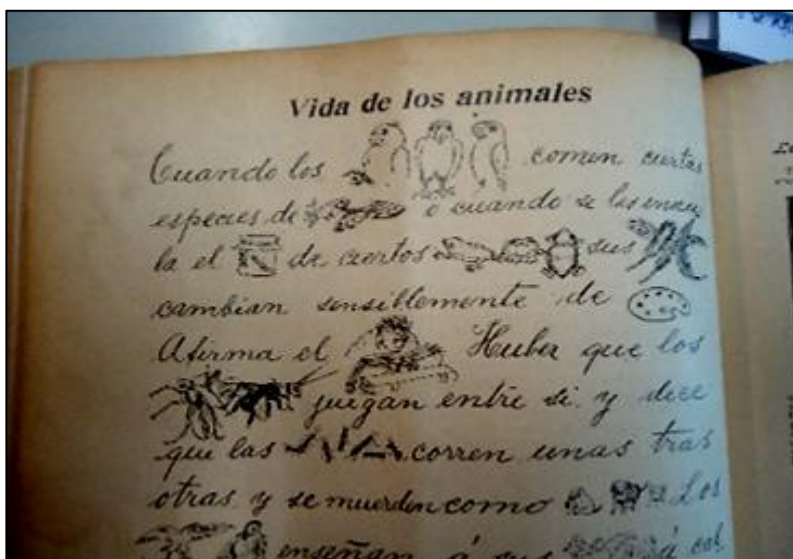 Vida de los animales
Cuando los comen ciertas
especies de o cuando se les
la el de ciertos sus
cambian sensiblemente de
Afirma el Huber que los
juegan entre si y dice
que las corren unas tras
otras y se muerden como Los
enseñan á sus á